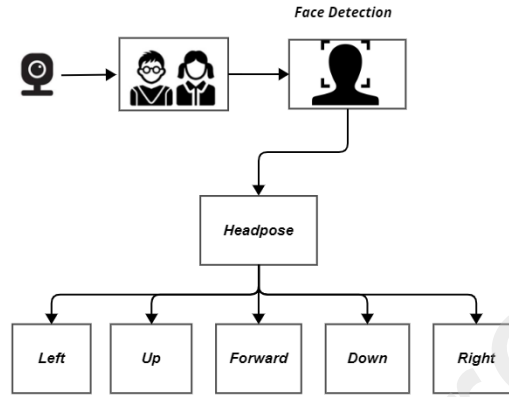 Face Detection
Headpose
Left
Up
Forward
Down
Right